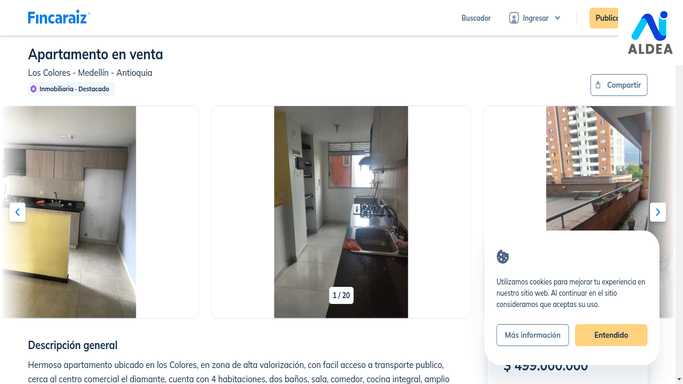 Fincaraiz
Buscador
Ingresar
Publica
ALDEA
Apartamento en venta
Los Colores - Medellín - Antioquia
Inmobiliaria - Destacado
Compartir
1 / 20
Utilizamos cookies para mejorar tu experiencia en
nuestro sitio web. Al continuar en el sitio
consideramos que aceptas su uso.
Más información
Entendido
$ 499.000.000
Descripción general
Hermoso apartamento ubicado en los Colores, en zona de alta valorización, con facil acceso a transporte publico,
cerca al centro comercial el diamante, cuenta con 4 habitaciones, dos baños, sala, comedor, cocina integral, amplio